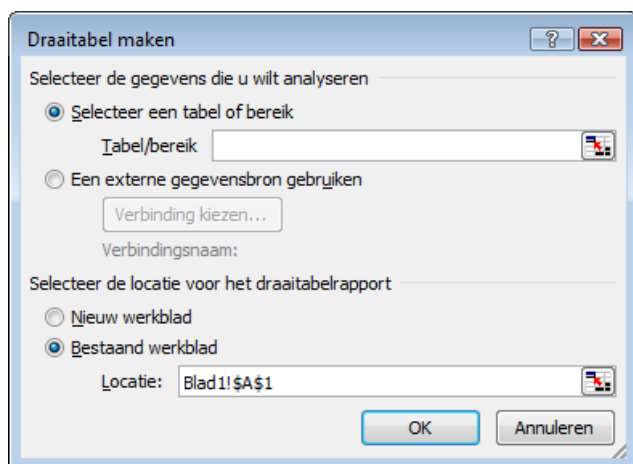 Draaitabel maken
Selecteer de gegevens die u wilt analyseren
Selecteer een tabel of bereik
Tabel/bereik
Een externe gegevensbron gebruiken
Verbinding kiezen...
Verbindingsnaam:
Selecteer de locatie voor het draaitabelrapport
Nieuw werkblad
Bestaand werkblad
Locatie: Blad1!$A$1
OK Annuleren